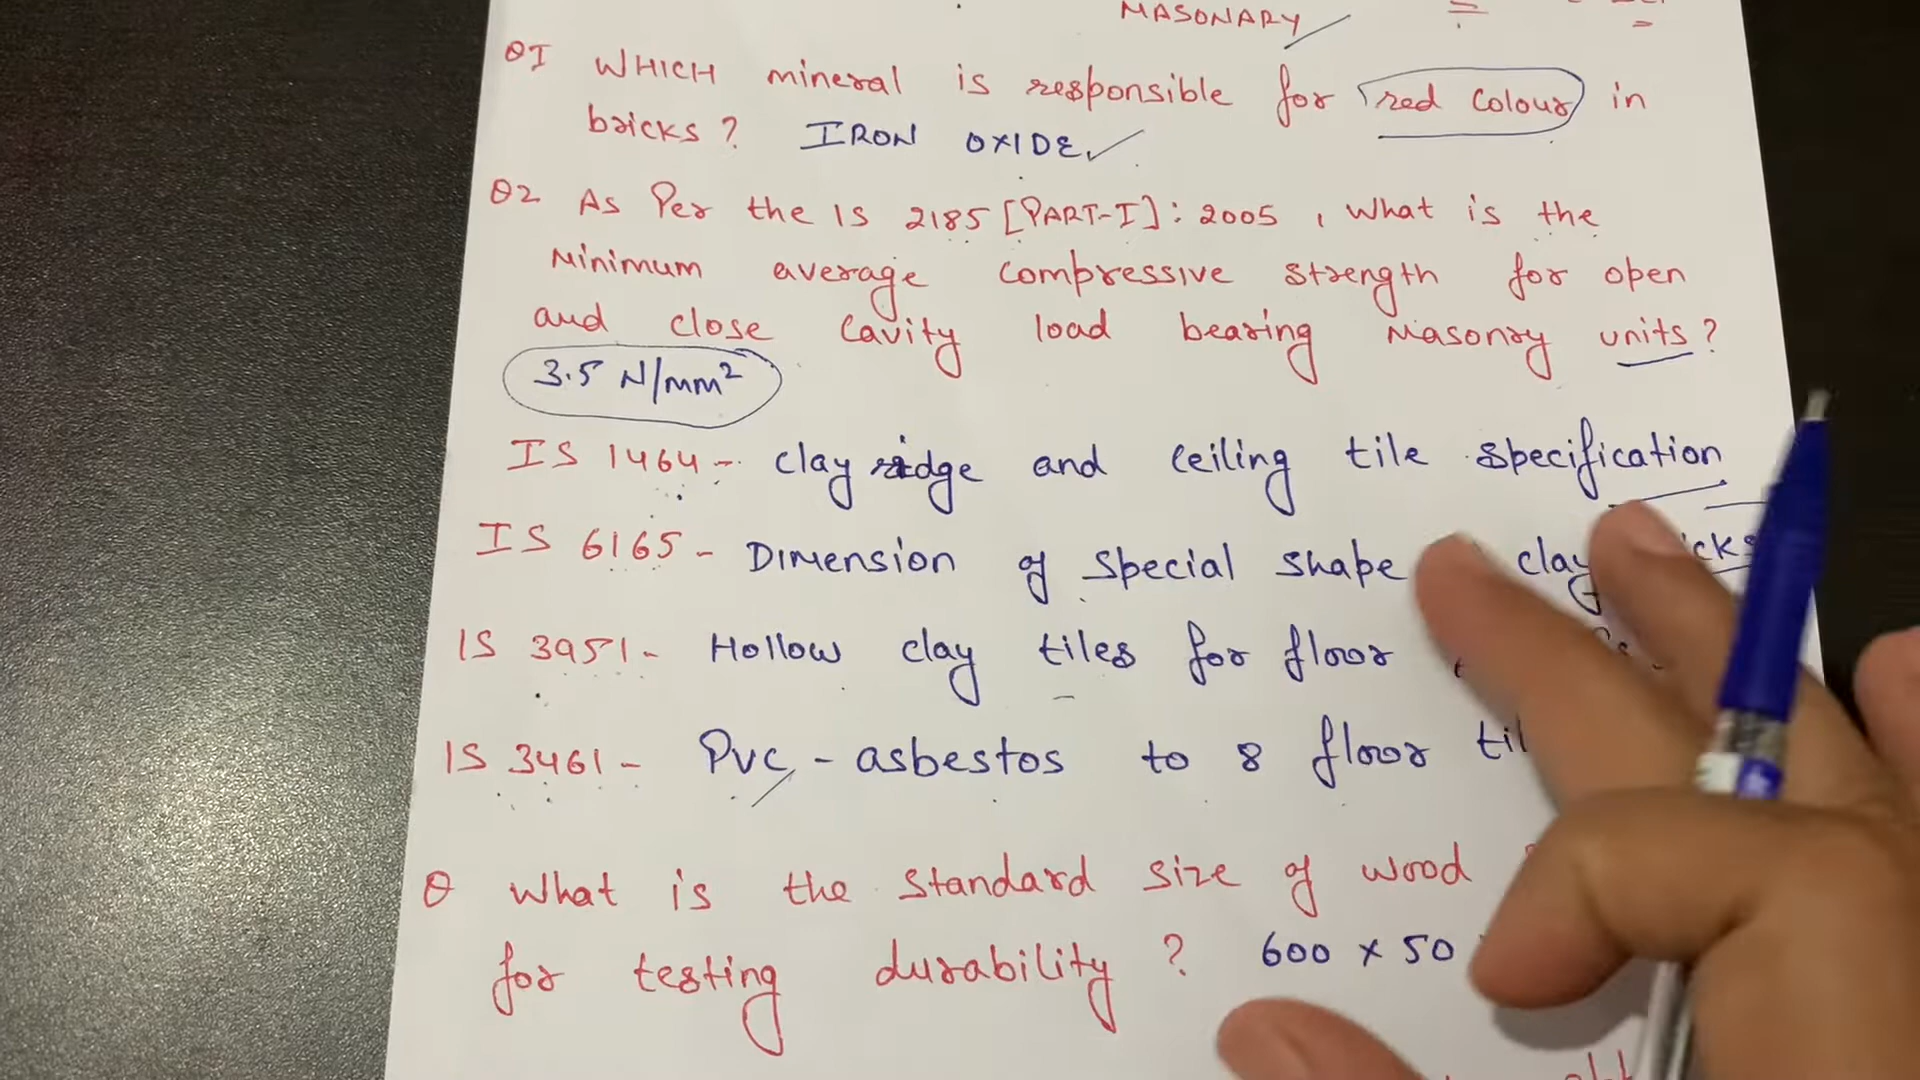 MASONARY
Q1 WHICH mineral is responsible for red colour in
bricks? IRON OXIDE
Q2 As Per the IS 2185 [PART-I]: 2005, What is the
Minimum average compressive strength for open
and close cavity load bearing Masonry units?
3.5 N/mm²
IS 1464 - clay ridge and ceiling tile specification
IS 6165 - Dimension of special shape clay
IS 3951 - Hollow clay tiles for floor
IS 3461 - PVC - asbestos to 8 floor
Q What is the standard size of wood
for testing durability? 600 x 50